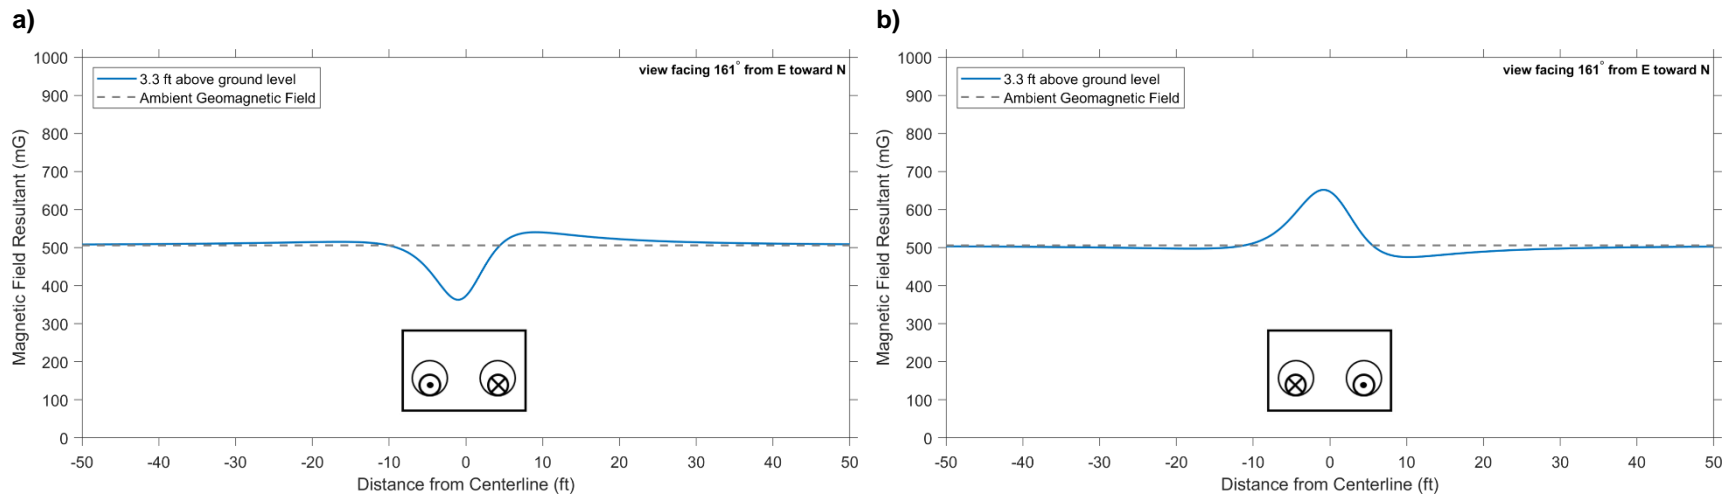 a)
1000
900
800
700
600
500
400
300
200
100
0
Magnetic Field Resultant (mG)
3.3 ft above ground level
Ambient Geomagnetic Field
view facing 161° from E toward N
-50 -40 -30 -20 -10 0 10 20 30 40 50
Distance from Centerline (ft)
b)
1000
900
800
700
600
500
400
300
200
100
0
Magnetic Field Resultant (mG)
3.3 ft above ground level
Ambient Geomagnetic Field
view facing 161° from E toward N
-50 -40 -30 -20 -10 0 10 20 30 40 50
Distance from Centerline (ft)